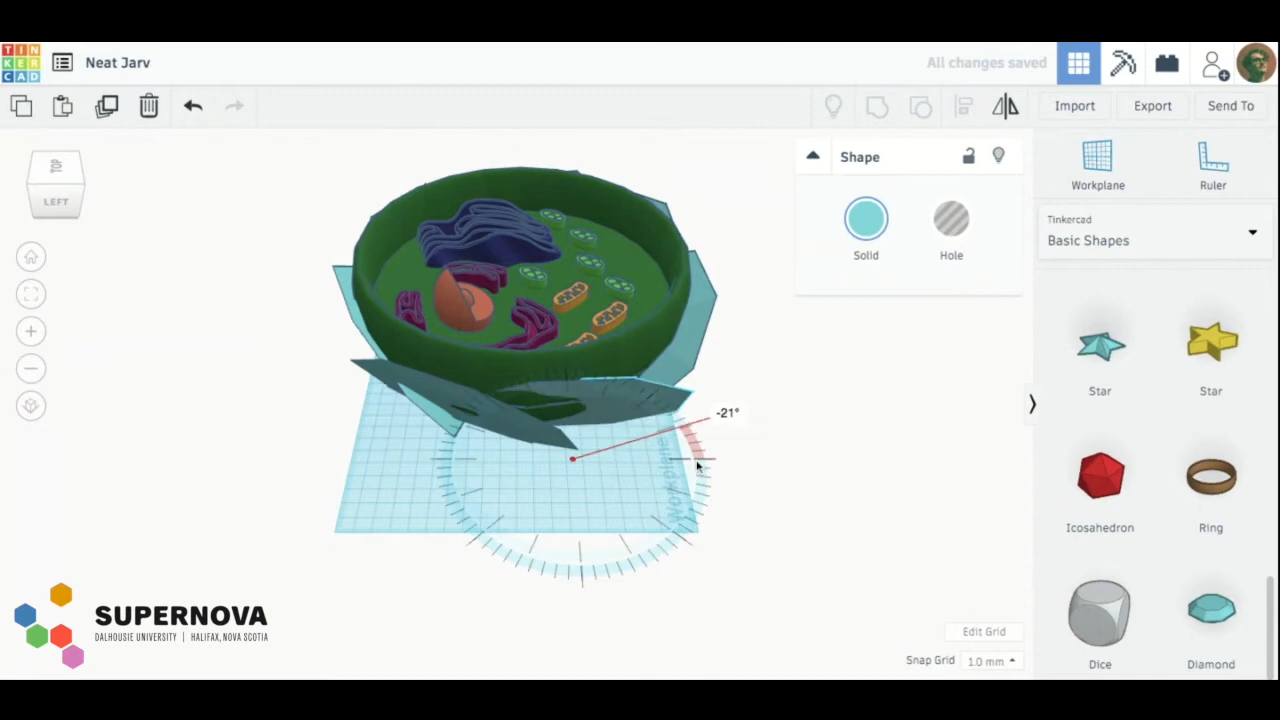 TIN
KER
CAD
Neat Jarv
All changes saved
Import
Export
Send To
TOP
LEFT
Shape
Solid
Hole
Workplane
Ruler
Tinkercad
Basic Shapes
Star
Star
-21°
Workplane
Icosahedron
Ring
SUPERNOVA
DALHOUSIE UNIVERSITY | HALIFAX, NOVA SCOTIA
Edit Grid
Snap Grid 1.0 mm
Dice
Diamond